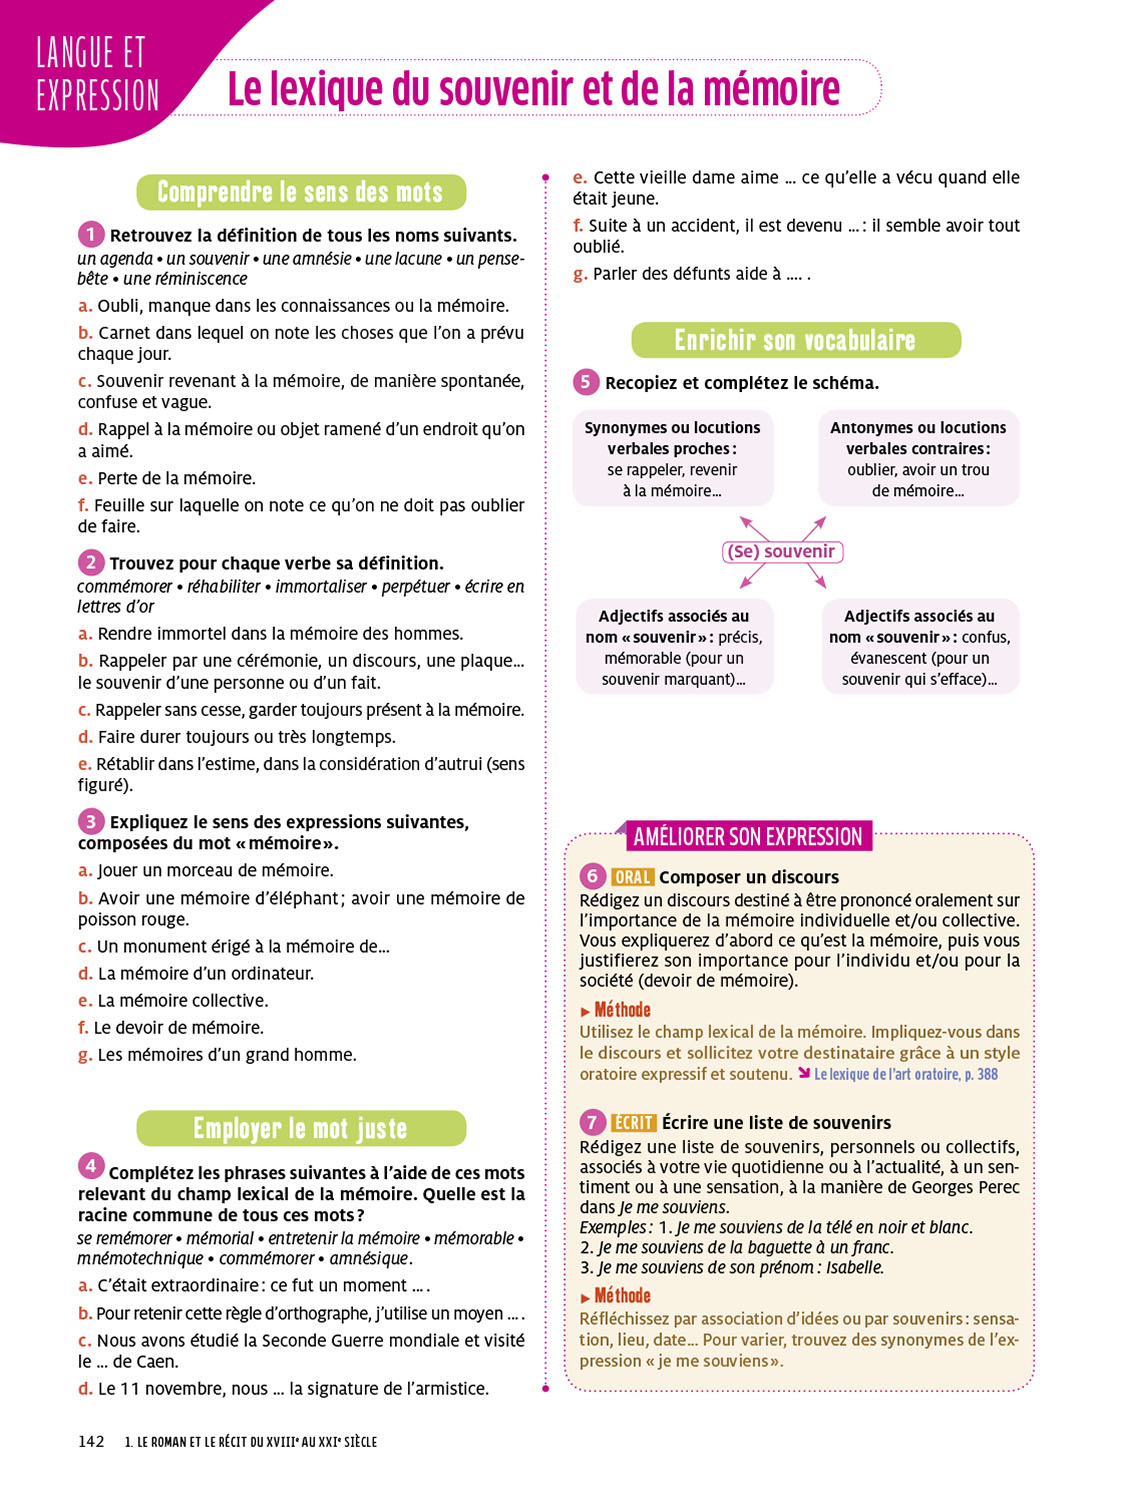 LANGUE ET
EXPRESSION
Le lexique du souvenir et de la mémoire
Comprendre le sens des mots
1 Retrouvez la définition de tous les noms suivants.
un agenda • un souvenir • une amnésie • une lacune • un pense-
bête • une réminiscence
a. Oubli, manque dans les connaissances ou la mémoire.
b. Carnet dans lequel on note les choses que l'on a prévu
chaque jour.
c. Souvenir revenant à la mémoire, de manière spontanée,
confuse et vague.
d. Rappel à la mémoire ou objet ramené d'un endroit qu'on
a aimé.
e. Perte de la mémoire.
f. Feuille sur laquelle on note ce qu'on ne doit pas oublier
de faire.
2 Trouvez pour chaque verbe sa définition.
commémorer • réhabiliter • immortaliser • perpétuer • écrire en
lettres d'or
a. Rendre immortel dans la mémoire des hommes.
b. Rappeler par une cérémonie, un discours, une plaque...
le souvenir d'une personne ou d'un fait.
c. Rappeler sans cesse, garder toujours présent à la mémoire.
d. Faire durer toujours ou très longtemps.
e. Rétablir dans l'estime, dans la considération d'autrui (sens
figuré).
3 Expliquez le sens des expressions suivantes,
composées du mot « mémoire ».
a. Jouer un morceau de mémoire.
b. Avoir une mémoire d'éléphant ; avoir une mémoire de
poisson rouge.
c. Un monument érigé à la mémoire de...
d. La mémoire d'un ordinateur.
e. La mémoire collective.
f. Le devoir de mémoire.
g. Les mémoires d'un grand homme.
Employer le mot juste
4 Complétez les phrases suivantes à l'aide de ces mots
relevant du champ lexical de la mémoire. Quelle est la
racine commune de tous ces mots ?
se remémorer • mémorial • entretenir la mémoire • mémorable •
mnémotechnique • commémorer • amnésique.
a. C'était extraordinaire : ce fut un moment ... .
b. Pour retenir cette règle d'orthographe, j'utilise un moyen ... .
c. Nous avons étudié la Seconde Guerre mondiale et visité
le ... de Caen.
d. Le 11 novembre, nous ... la signature de l'armistice.
e. Cette vieille dame aime ... ce qu'elle a vécu quand elle
était jeune.
f. Suite à un accident, il est devenu ... : il semble avoir tout
oublié.
g. Parler des défunts aide à .... .
Enrichir son vocabulaire
5 Recopiez et complétez le schéma.
Synonymes ou locutions
verbales proches :
se rappeler, revenir
à la mémoire...
Antonymes ou locutions
verbales contraires :
oublier, avoir un trou
de mémoire...
(Se) souvenir
Adjectifs associés au
nom « souvenir » : précis,
mémorable (pour un
souvenir marquant)...
Adjectifs associés au
nom « souvenir » : confus,
évanescent (pour un
souvenir qui s'efface)...
AMÉLIORER SON EXPRESSION
6 ORAL Composer un discours
Rédigez un discours destiné à être prononcé oralement sur
l'importance de la mémoire individuelle et/ou collective.
Vous expliquerez d'abord ce qu'est la mémoire, puis vous
justifierez son importance pour l'individu et/ou pour la
société (devoir de mémoire).
► Méthode
Utilisez le champ lexical de la mémoire. Impliquez-vous dans
le discours et sollicitez votre destinataire grâce à un style
oratoire expressif et soutenu. ➘ Le lexique de l'art oratoire, p. 388
7 ÉCRIT Écrire une liste de souvenirs
Rédigez une liste de souvenirs, personnels ou collectifs,
associés à votre vie quotidienne ou à l'actualité, à un sen-
timent ou à une sensation, à la manière de Georges Perec
dans Je me souviens.
Exemples : 1. Je me souviens de la télé en noir et blanc.
2. Je me souviens de la baguette à un franc.
3. Je me souviens de son prénom : Isabelle.
► Méthode
Réfléchissez par association d'idées ou par souvenirs : sensa-
tion, lieu, date... Pour varier, trouvez des synonymes de l'ex-
pression « je me souviens ».
142 1. LE ROMAN ET LE RÉCIT DU XVIIIe AU XXIe SIÈCLE